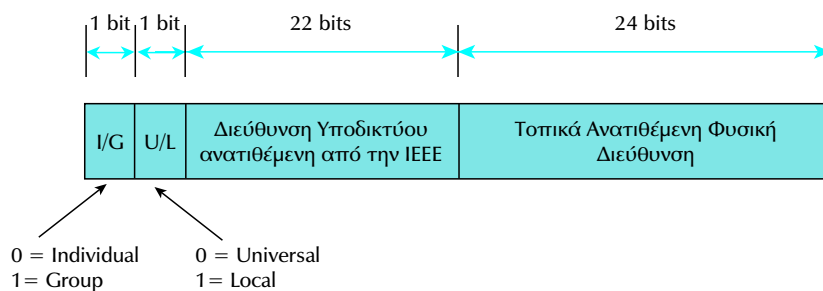 1 bit 1 bit 22 bits 24 bits
I/G U/L Διεύθυνση Υποδικτύου Τοπικά Ανατιθέμενη Φυσική
ανατιθέμενη από την IEEE Διεύθυνση
0 = Individual 0 = Universal
1= Group 1= Local